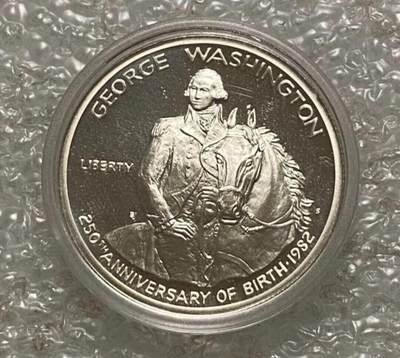 GEORGE WASHINGTON
LIBERTY
S
250TH ANNIVERSARY OF BIRTH·1982